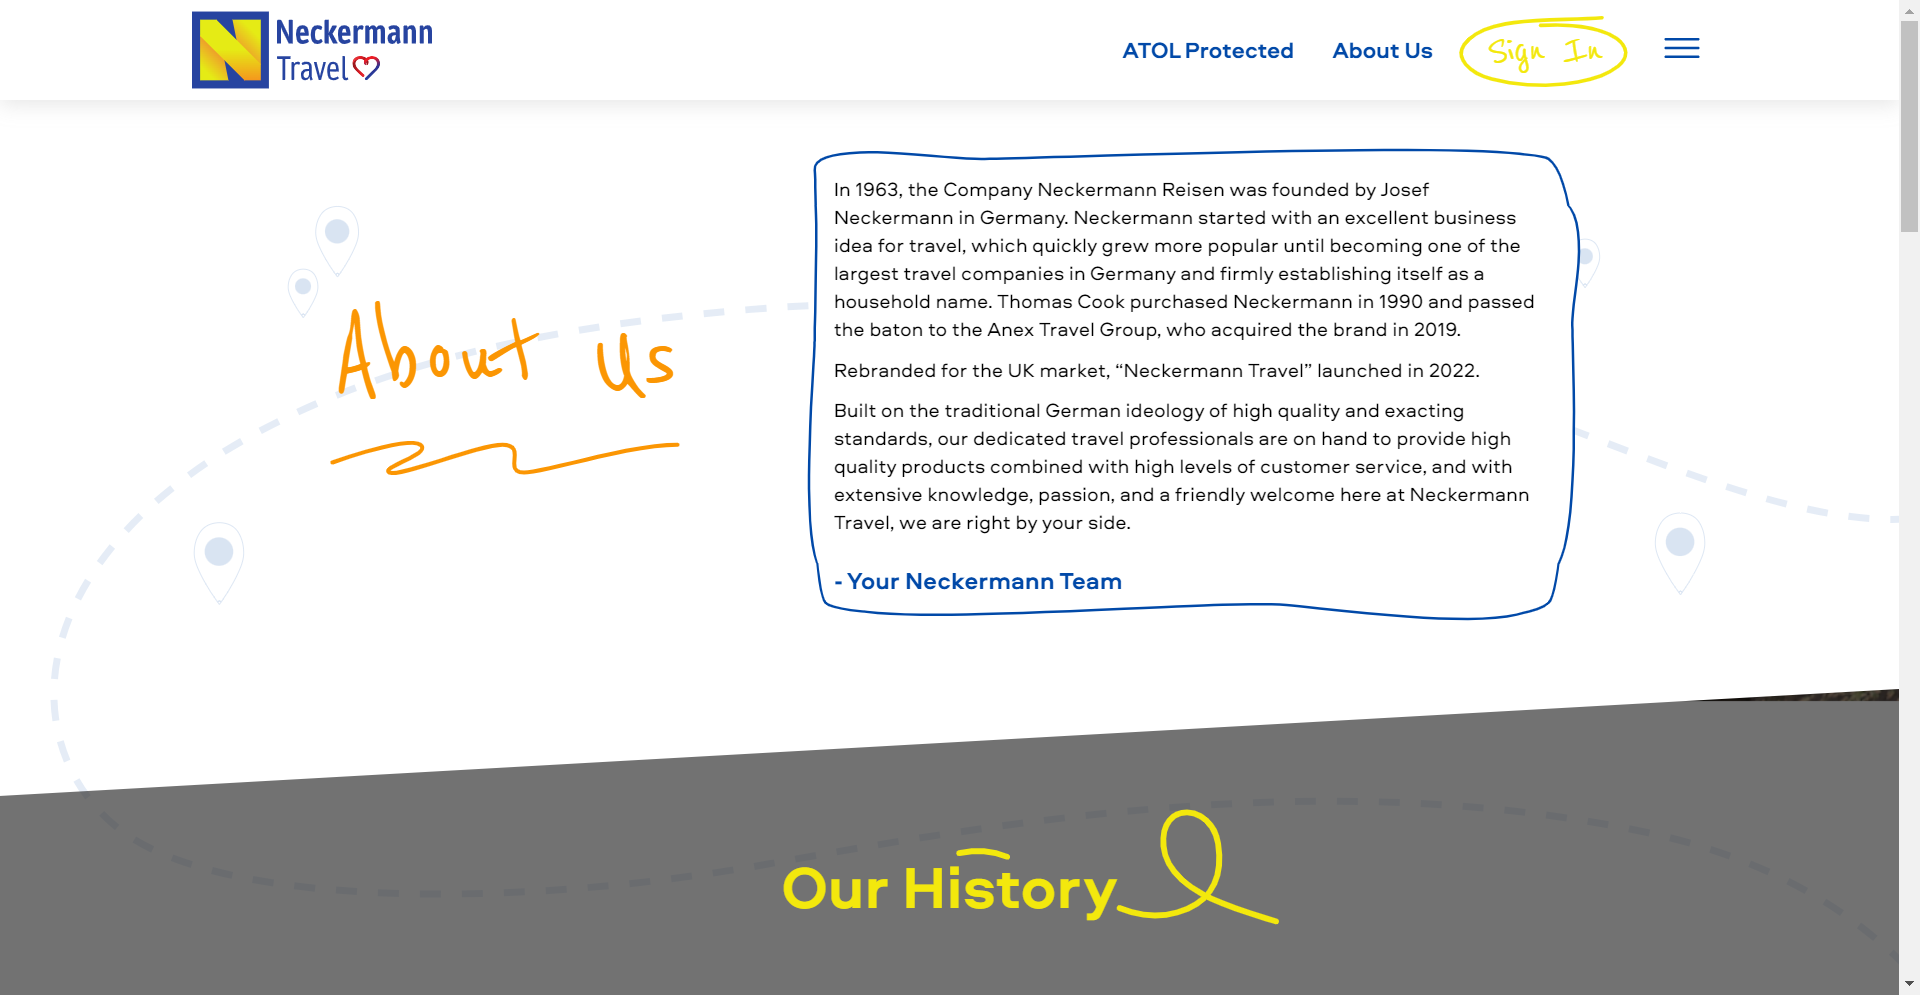 Neckermann
Travel
ATOL Protected
About Us
Sign In
About Us
In 1963, the Company Neckermann Reisen was founded by Josef
Neckermann in Germany. Neckermann started with an excellent business
idea for travel, which quickly grew more popular until becoming one of the
largest travel companies in Germany and firmly establishing itself as a
household name. Thomas Cook purchased Neckermann in 1990 and passed
the baton to the Anex Travel Group, who acquired the brand in 2019.
Rebranded for the UK market, “Neckermann Travel” launched in 2022.
Built on the traditional German ideology of high quality and exacting
standards, our dedicated travel professionals are on hand to provide high
quality products combined with high levels of customer service, and with
extensive knowledge, passion, and a friendly welcome here at Neckermann
Travel, we are right by your side.
- Your Neckermann Team
Our History